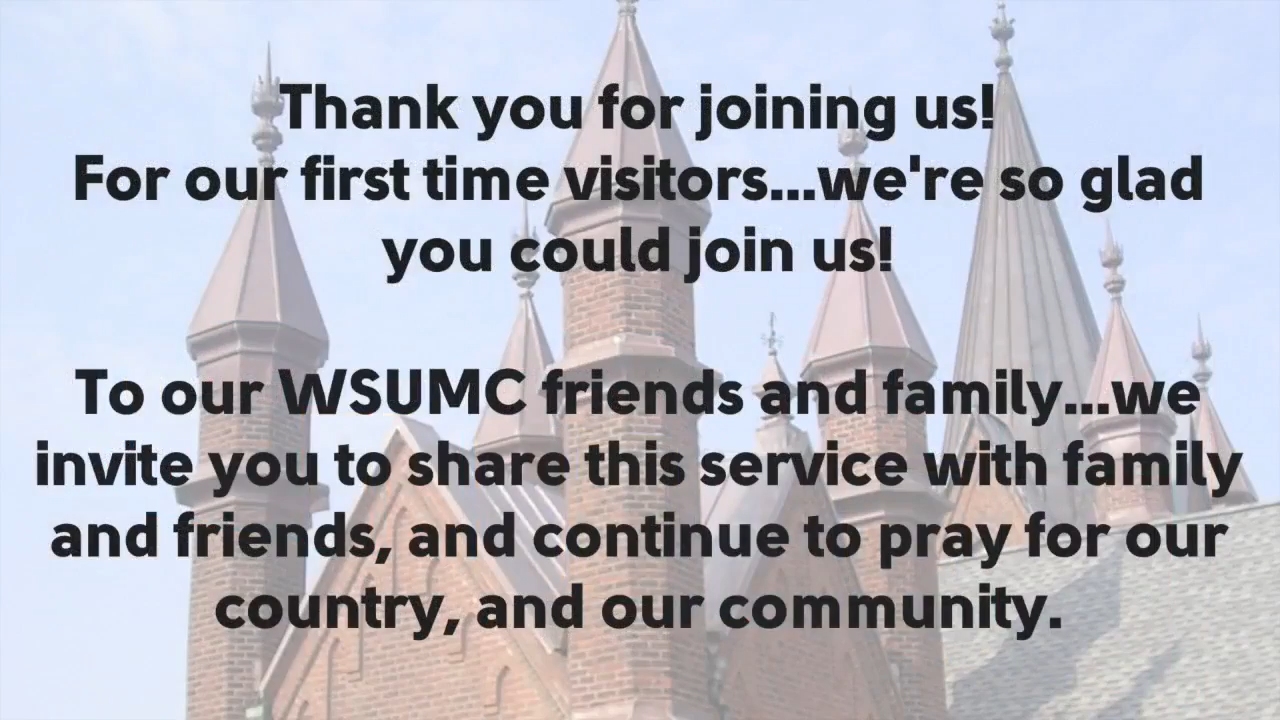 Thank you for joining us!
For our first time visitors...we're so glad
you could join us!
To our WSUMC friends and family...we
invite you to share this service with family
and friends, and continue to pray for our
country, and our community.